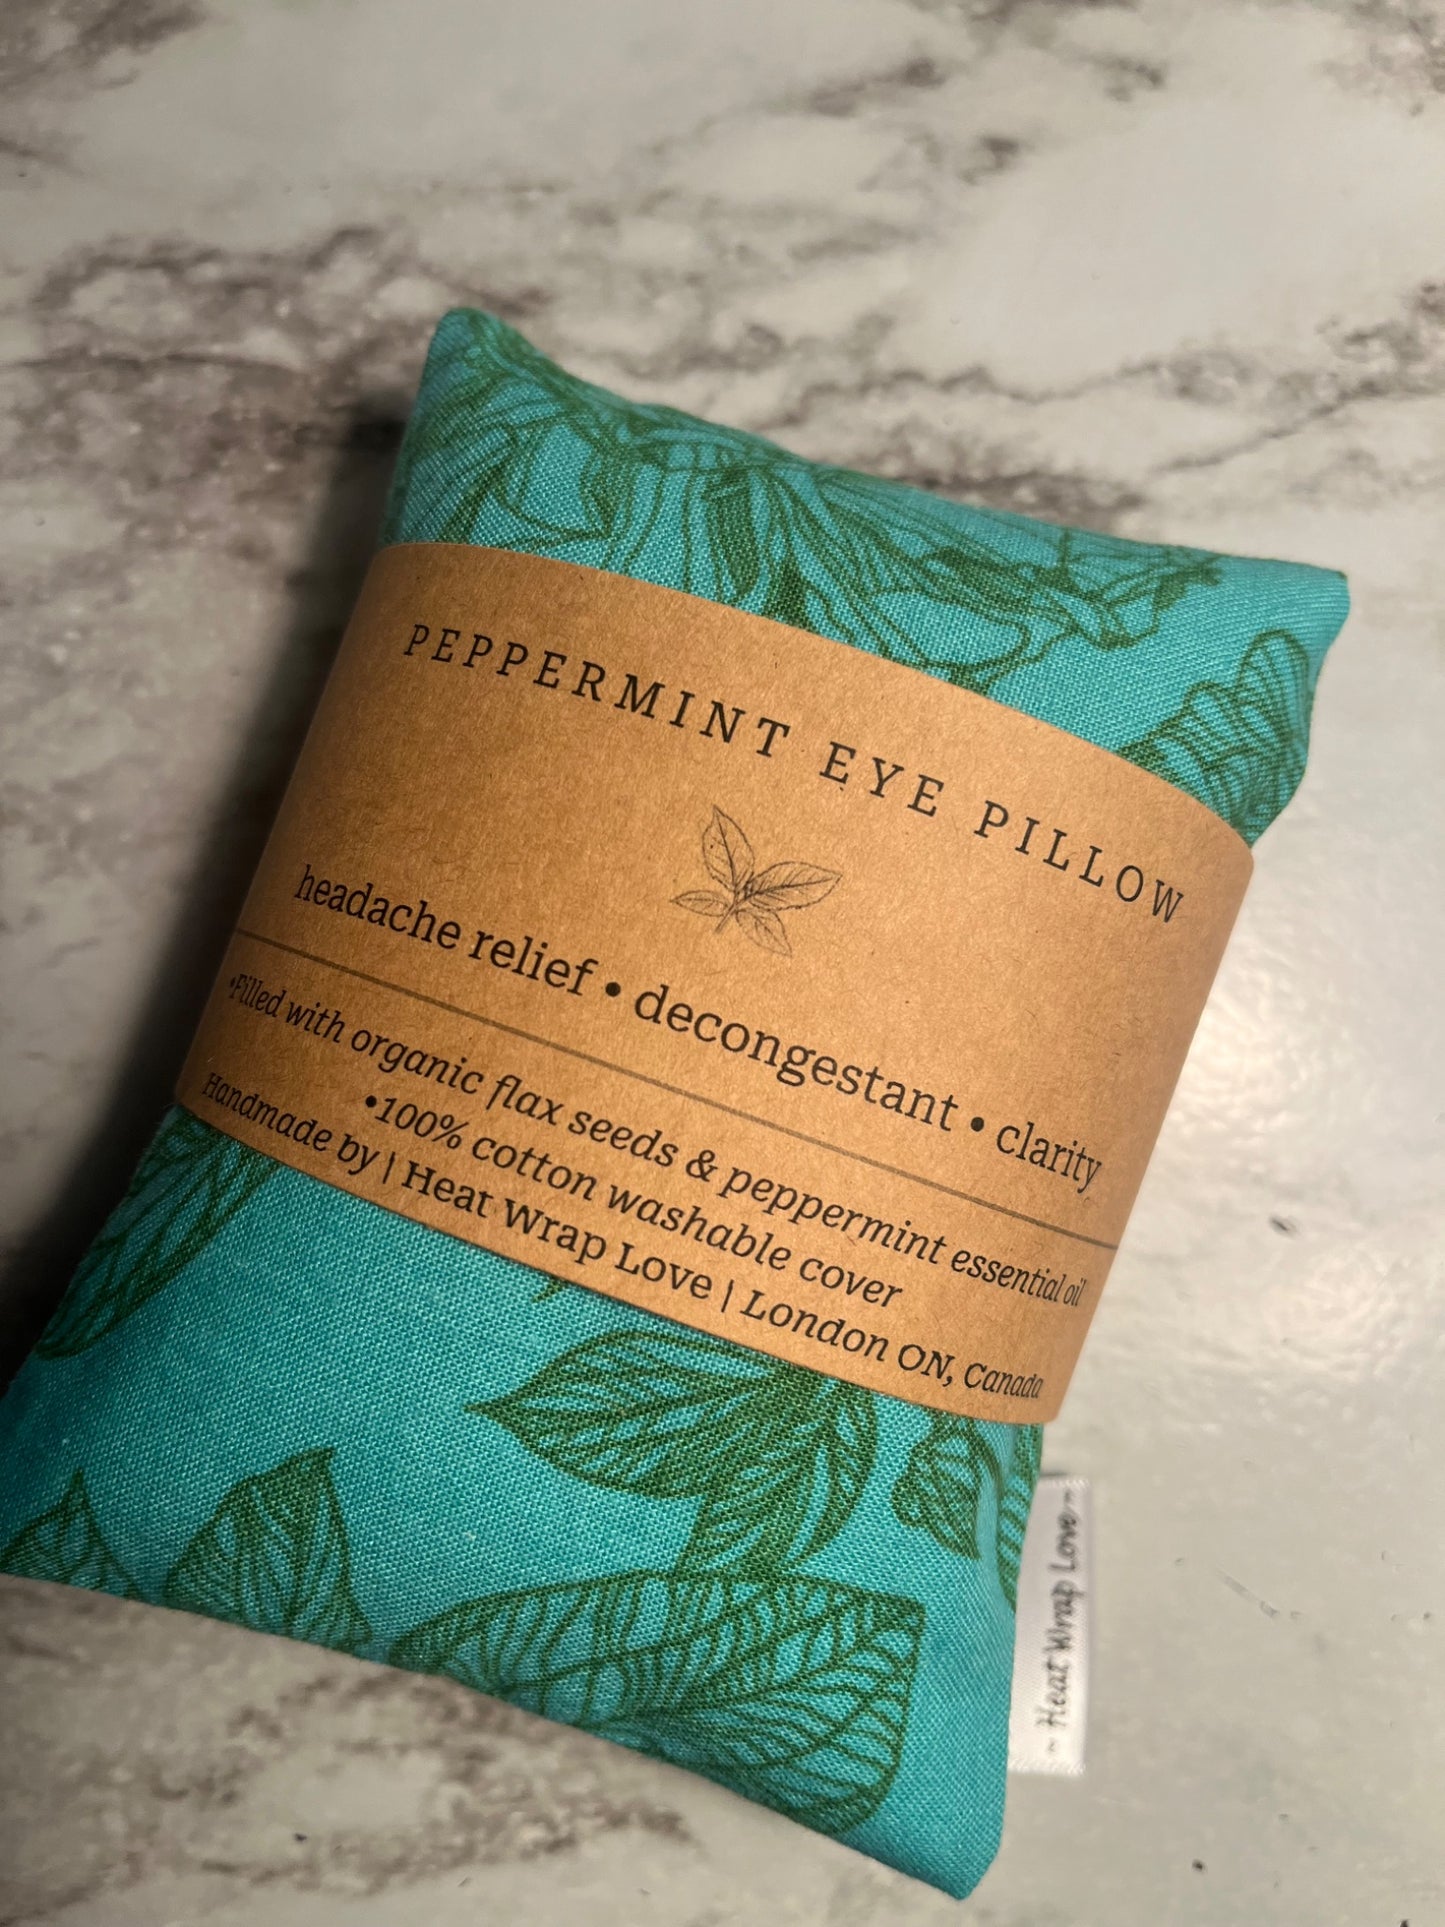 PEPPERMINT EYE PILLOW
headache relief • decongestant • clarity
•Filled with organic flax seeds & peppermint essential oil
•100% cotton washable cover
Handmade by | Heat Wrap Love | London ON, Canada
~ Heat Wrap Love ~